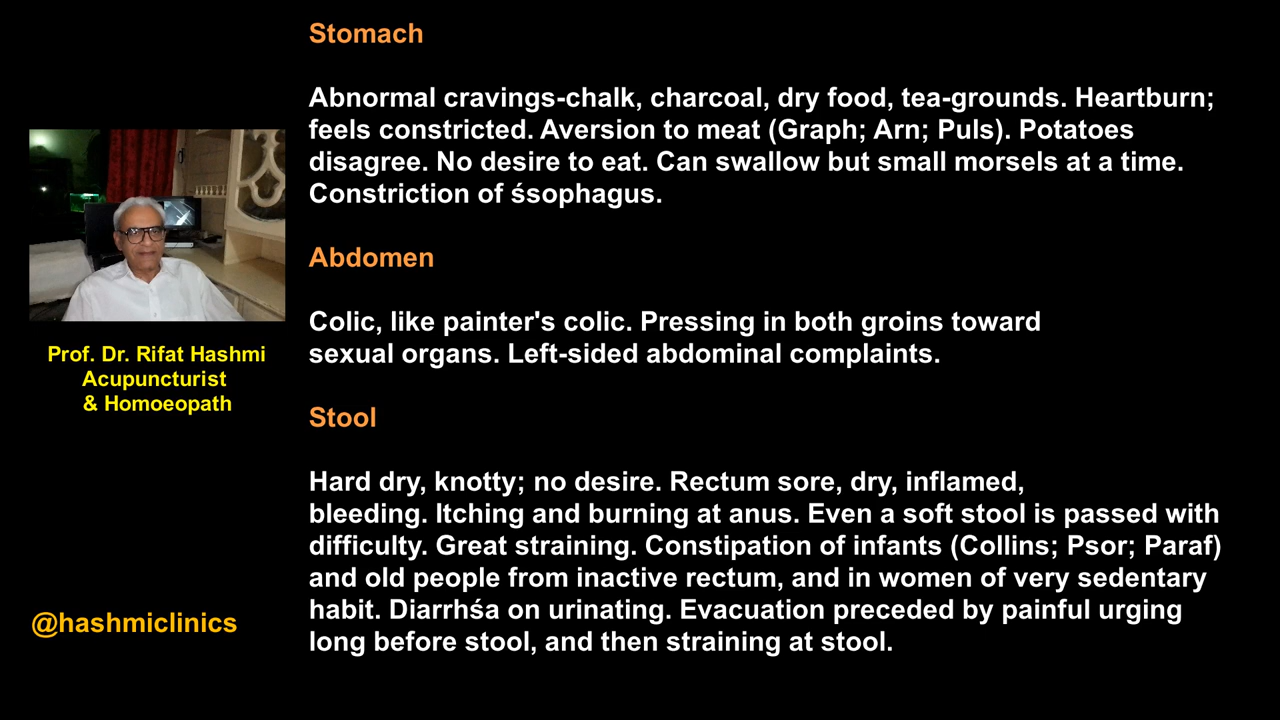 Stomach
Abnormal cravings-chalk, charcoal, dry food, tea-grounds. Heartburn;
feels constricted. Aversion to meat (Graph; Arn; Puls). Potatoes
disagree. No desire to eat. Can swallow but small morsels at a time.
Constriction of śsophagus.
Abdomen
Colic, like painter's colic. Pressing in both groins toward
sexual organs. Left-sided abdominal complaints.
Stool
Hard dry, knotty; no desire. Rectum sore, dry, inflamed,
bleeding. Itching and burning at anus. Even a soft stool is passed with
difficulty. Great straining. Constipation of infants (Collins; Psor; Paraf)
and old people from inactive rectum, and in women of very sedentary
habit. Diarrhśa on urinating. Evacuation preceded by painful urging
long before stool, and then straining at stool.
Prof. Dr. Rifat Hashmi
Acupuncturist
& Homoeopath
@hashmiclinics